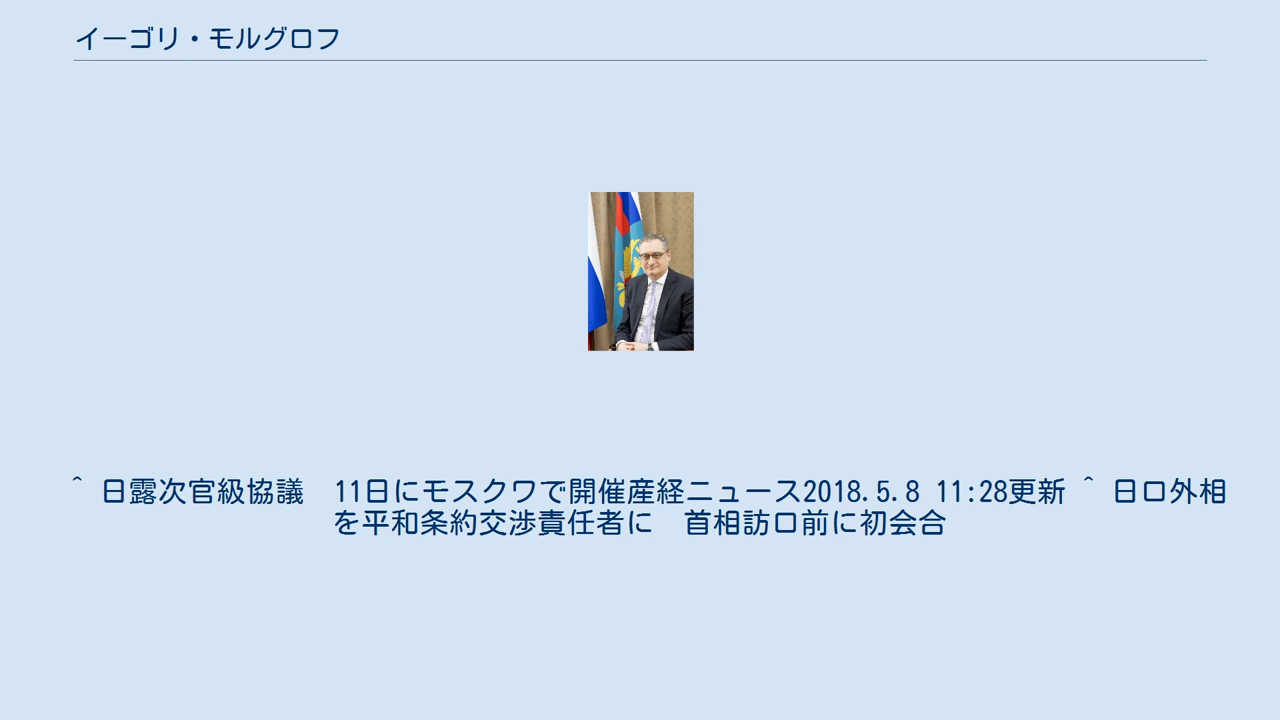 イーゴリ・モルグロフ
^ 日露次官級協議　11日にモスクワで開催産経ニュース2018.5.8 11:28更新 ^ 日ロ外相
を平和条約交渉責任者に　首相訪ロ前に初会合